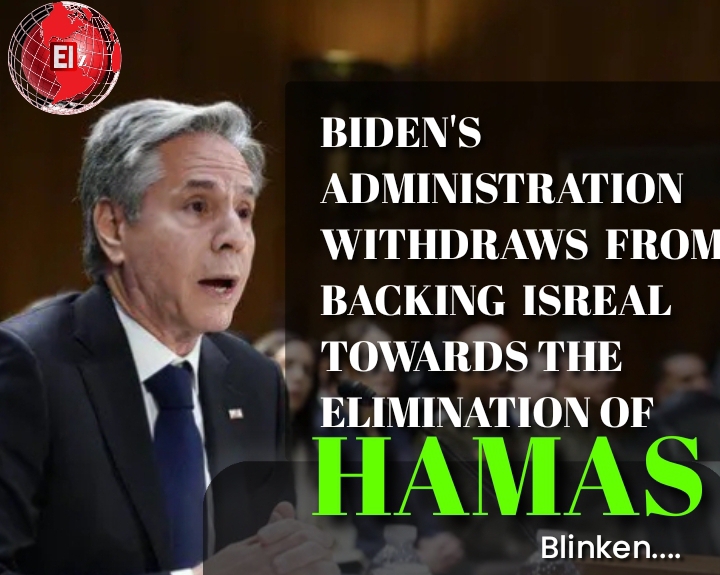 EI
BIDEN'S
ADMINISTRATION
WITHDRAWS FROM
BACKING ISREAL
TOWARDS THE
ELIMINATION OF
HAMAS
Blinken....